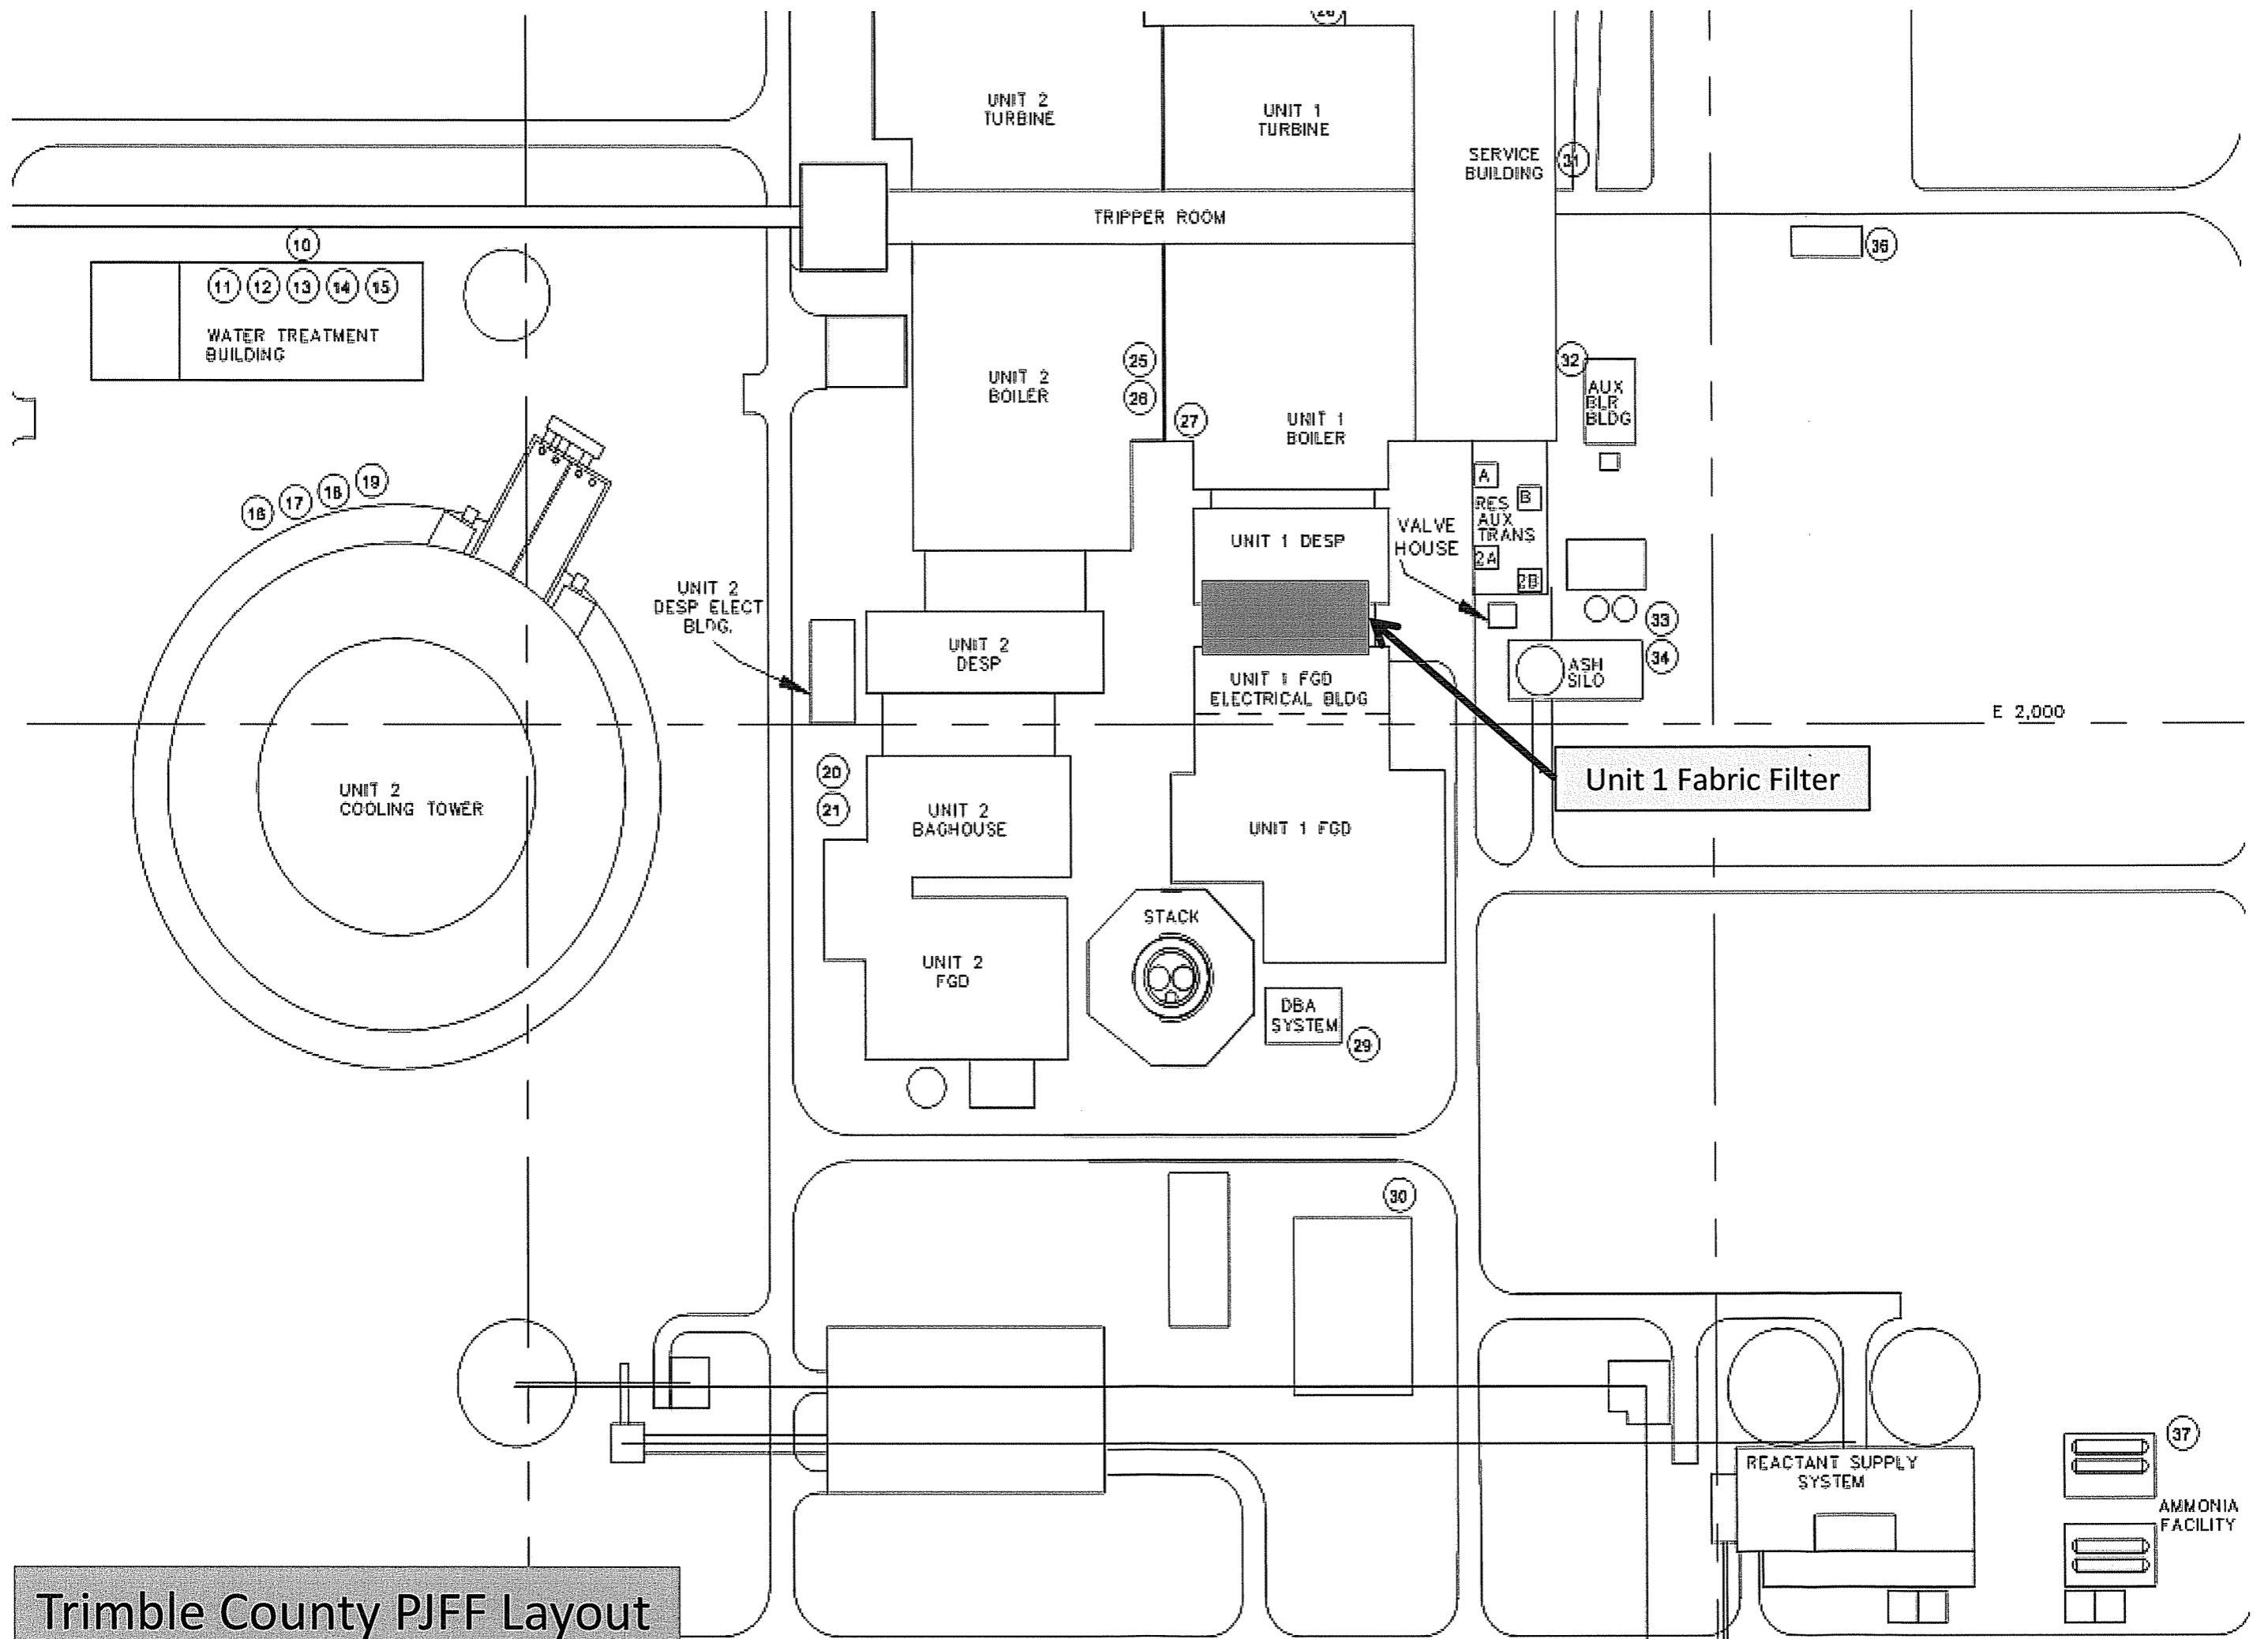 UNIT 2
TURBINE
UNIT 1
TURBINE
SERVICE
BUILDING
31
TRIPPER ROOM
10
36
11 12 13 14 15
WATER TREATMENT
BUILDING
25
26
UNIT 2
BOILER
27
UNIT 1
BOILER
32
AUX
BLR
BLDG
16 17 18 19
A
B
RES
AUX
TRANS
2A
2B
VALVE
HOUSE
UNIT 1 DESP
UNIT 2
DESP ELECT
BLDG.
UNIT 2
DESP
33
34
ASH
SILO
UNIT 1 FGD
ELECTRICAL BLDG
E 2,000
Unit 1 Fabric Filter
20
21
UNIT 2
COOLING TOWER
UNIT 2
BAGHOUSE
UNIT 1 FGD
STACK
UNIT 2
FGD
DBA
SYSTEM
29
30
37
REACTANT SUPPLY
SYSTEM
AMMONIA
FACILITY
Trimble County PJFF Layout